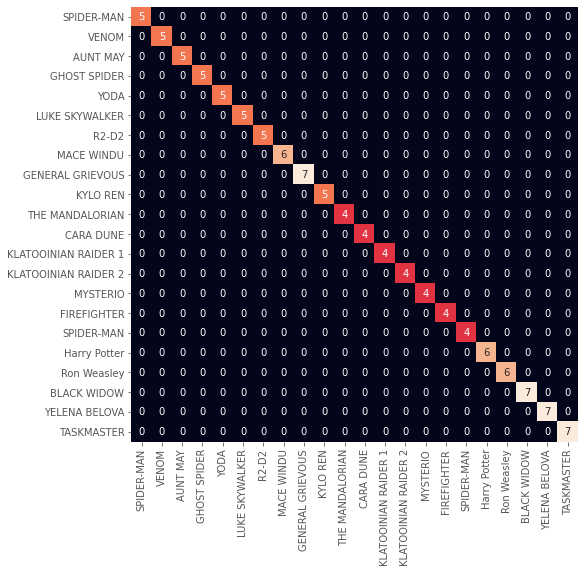 SPIDER-MAN 5 0 0 0 0 0 0 0 0 0 0 0 0 0 0 0 0 0 0 0 0 0
VENOM 0 5 0 0 0 0 0 0 0 0 0 0 0 0 0 0 0 0 0 0 0 0
AUNT MAY 0 0 5 0 0 0 0 0 0 0 0 0 0 0 0 0 0 0 0 0 0 0
GHOST SPIDER 0 0 0 5 0 0 0 0 0 0 0 0 0 0 0 0 0 0 0 0 0 0
YODA 0 0 0 0 5 0 0 0 0 0 0 0 0 0 0 0 0 0 0 0 0 0
LUKE SKYWALKER 0 0 0 0 0 5 0 0 0 0 0 0 0 0 0 0 0 0 0 0 0 0
R2-D2 0 0 0 0 0 0 5 0 0 0 0 0 0 0 0 0 0 0 0 0 0 0
MACE WINDU 0 0 0 0 0 0 0 6 0 0 0 0 0 0 0 0 0 0 0 0 0 0
GENERAL GRIEVOUS 0 0 0 0 0 0 0 0 7 0 0 0 0 0 0 0 0 0 0 0 0 0
KYLO REN 0 0 0 0 0 0 0 0 0 5 0 0 0 0 0 0 0 0 0 0 0 0
THE MANDALORIAN 0 0 0 0 0 0 0 0 0 0 4 0 0 0 0 0 0 0 0 0 0 0
CARA DUNE 0 0 0 0 0 0 0 0 0 0 0 4 0 0 0 0 0 0 0 0 0 0
KLATOOINIAN RAIDER 1 0 0 0 0 0 0 0 0 0 0 0 0 4 0 0 0 0 0 0 0 0 0
KLATOOINIAN RAIDER 2 0 0 0 0 0 0 0 0 0 0 0 0 0 4 0 0 0 0 0 0 0 0
MYSTERIO 0 0 0 0 0 0 0 0 0 0 0 0 0 0 4 0 0 0 0 0 0 0
FIREFIGHTER 0 0 0 0 0 0 0 0 0 0 0 0 0 0 0 4 0 0 0 0 0 0
SPIDER-MAN 0 0 0 0 0 0 0 0 0 0 0 0 0 0 0 0 4 0 0 0 0 0
Harry Potter 0 0 0 0 0 0 0 0 0 0 0 0 0 0 0 0 0 6 0 0 0 0
Ron Weasley 0 0 0 0 0 0 0 0 0 0 0 0 0 0 0 0 0 0 6 0 0 0
BLACK WIDOW 0 0 0 0 0 0 0 0 0 0 0 0 0 0 0 0 0 0 0 7 0 0
YELENA BELOVA 0 0 0 0 0 0 0 0 0 0 0 0 0 0 0 0 0 0 0 0 7 0
TASKMASTER 0 0 0 0 0 0 0 0 0 0 0 0 0 0 0 0 0 0 0 0 0 7
SPIDER-MAN
VENOM
AUNT MAY
GHOST SPIDER
YODA
LUKE SKYWALKER
R2-D2
MACE WINDU
GENERAL GRIEVOUS
KYLO REN
THE MANDALORIAN
CARA DUNE
KLATOOINIAN RAIDER 1
KLATOOINIAN RAIDER 2
MYSTERIO
FIREFIGHTER
SPIDER-MAN
Harry Potter
Ron Weasley
BLACK WIDOW
YELENA BELOVA
TASKMASTER